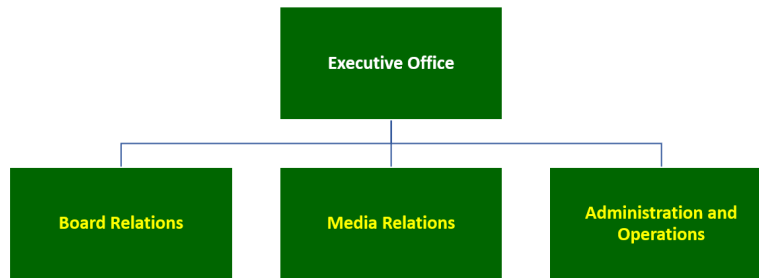 Executive Office
Board Relations
Media Relations
Administration and
Operations